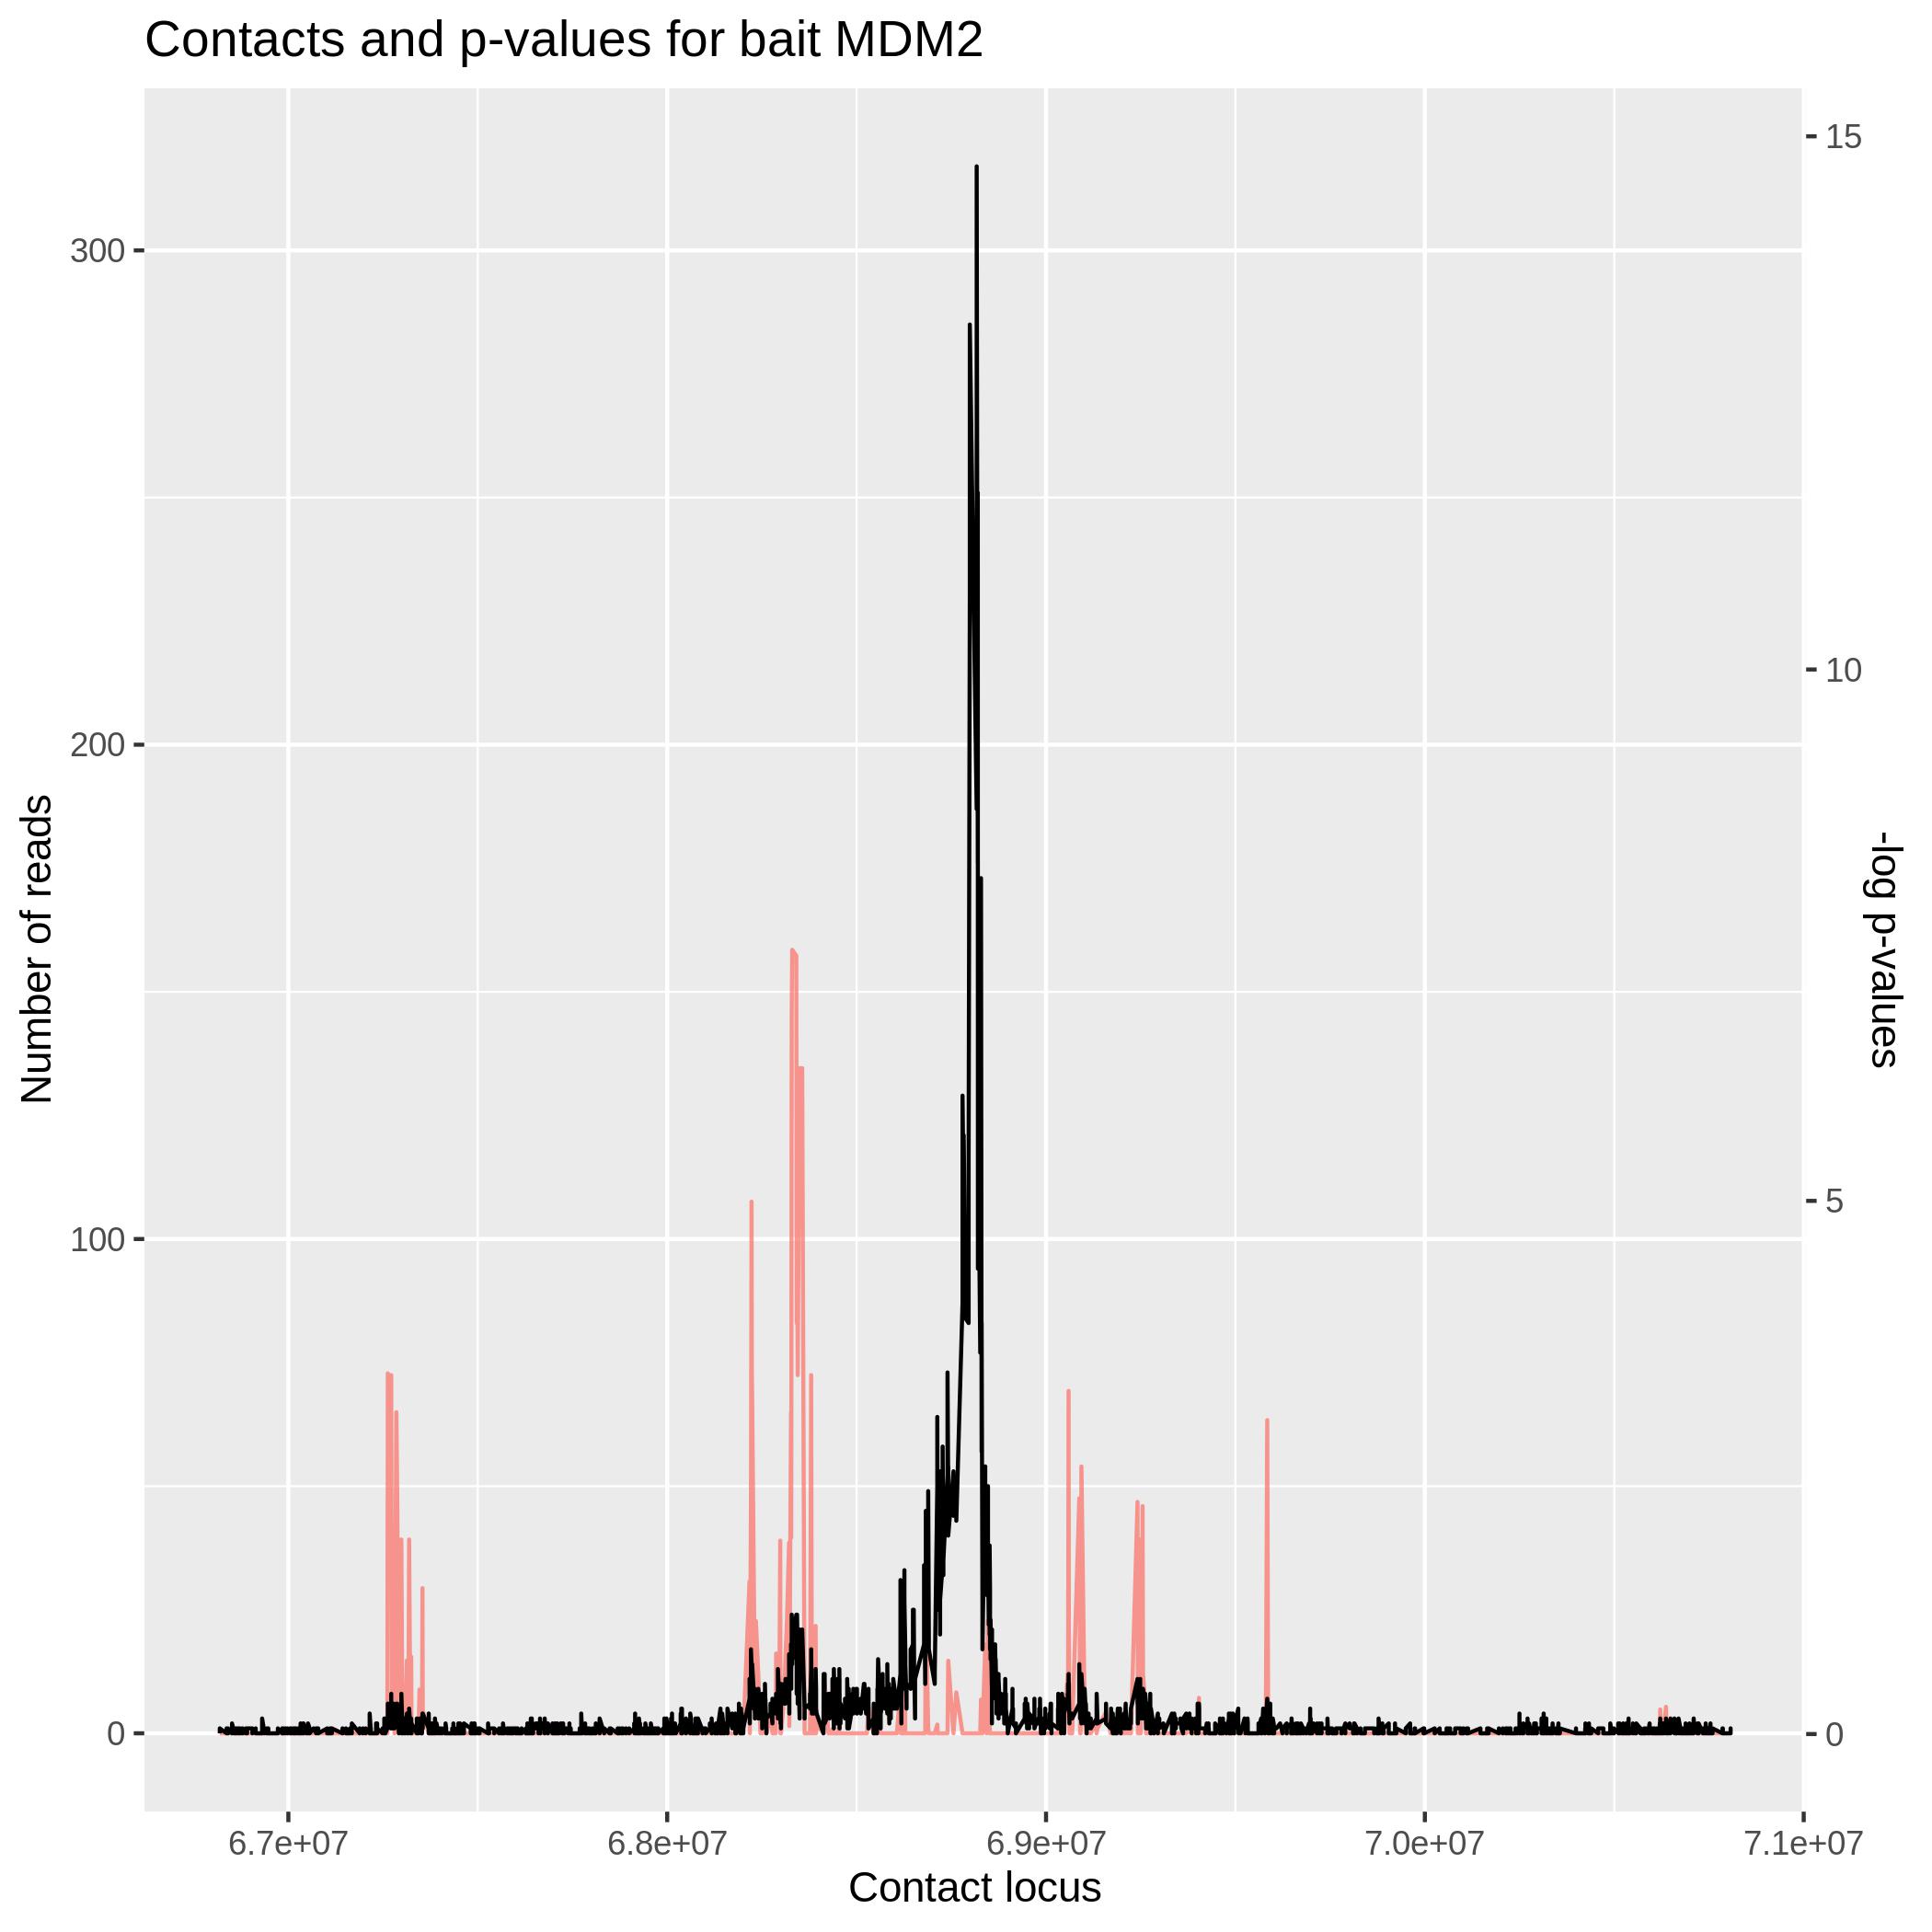 Contacts and p-values for bait MDM2
300
200
100
0
Number of reads
15
10
5
0
-log p-values
6.7e+07
6.8e+07
6.9e+07
7.0e+07
7.1e+07
Contact locus